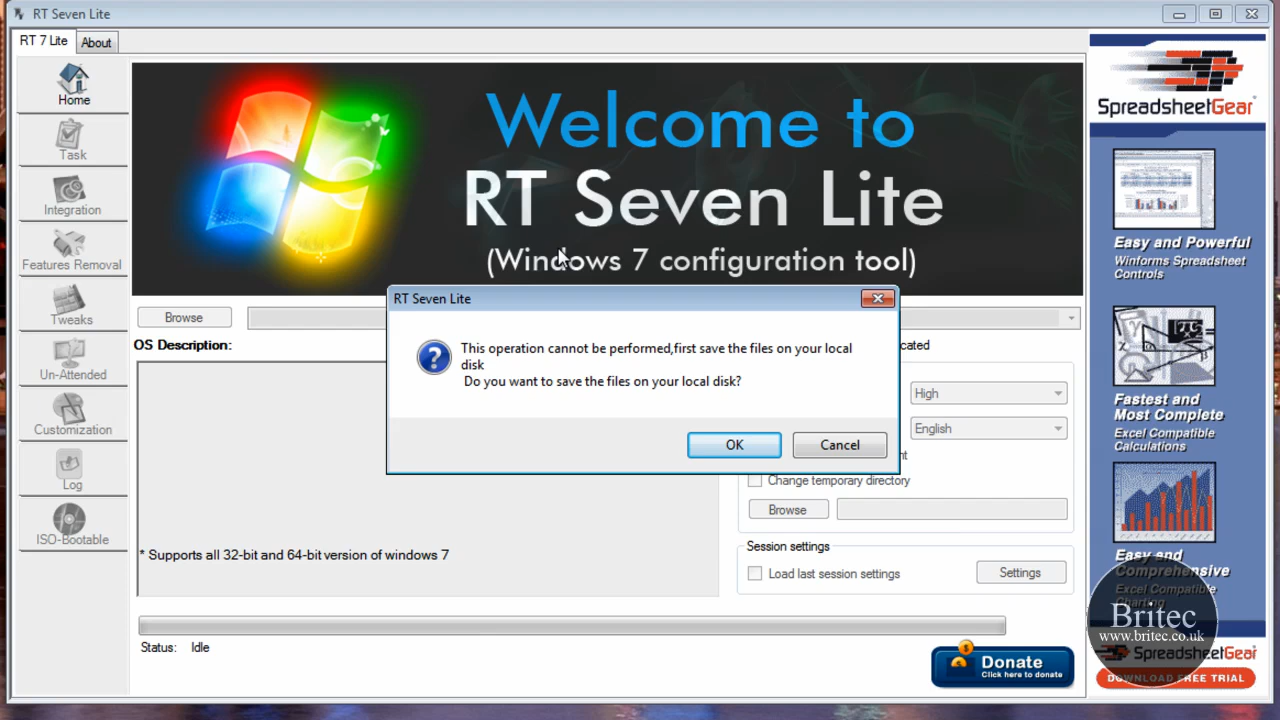 RT Seven Lite
RT 7 Lite
About
Home
Task
Integration
Features Removal
Tweaks
Un-Attended
Customization
Log
ISO-Bootable
Welcome to
RT Seven Lite
(Windows 7 configuration tool)
Browse
OS Description:
* Supports all 32-bit and 64-bit version of windows 7
RT Seven Lite
This operation cannot be performed,first save the files on your local
disk
Do you want to save the files on your local disk?
OK
Cancel
High
English
Change temporary directory
Browse
Session settings
Load last session settings
Settings
Status: Idle
Donate
Click here to donate
SpreadsheetGear
Easy and Powerful
Winforms Spreadsheet
Controls
Fastest and
Most Complete
Excel Compatible
Calculations
Easy and
Comprehensive
Excel Compatible
Charting
Britec
www.britec.co.uk
SpreadsheetGear
DOWNLOAD FREE TRIAL